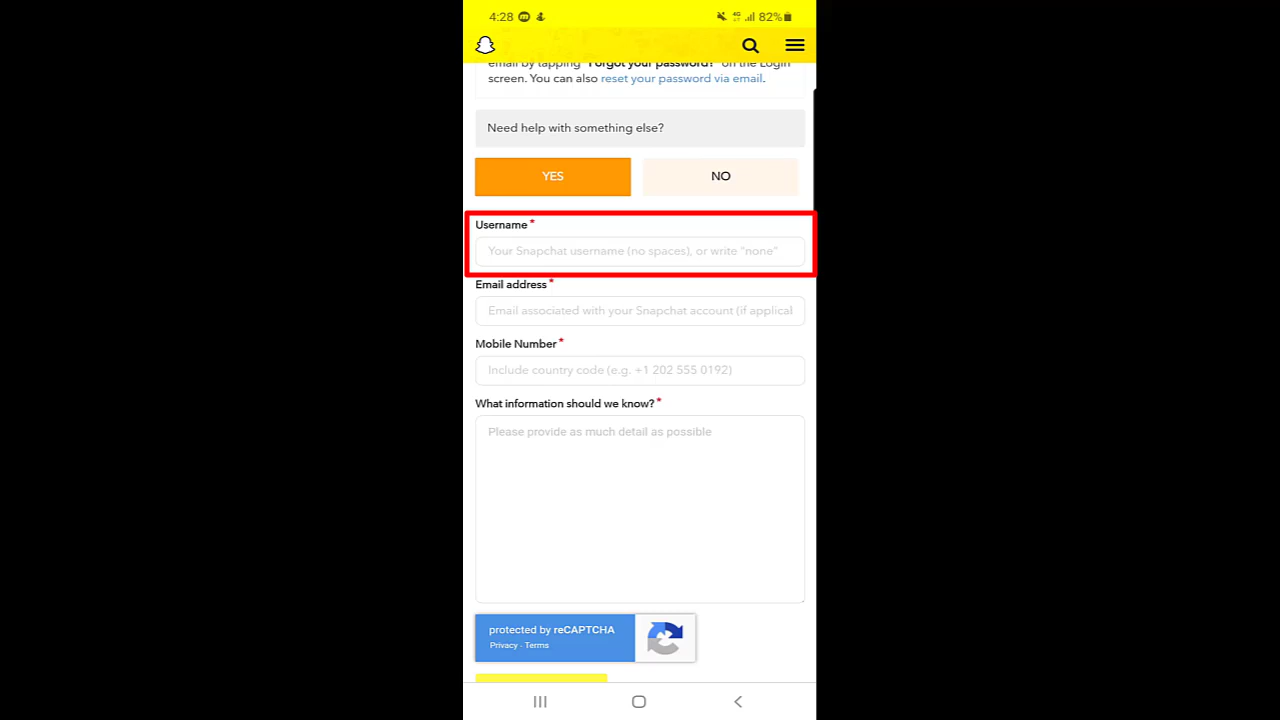 4:28
4G
82%
email by tapping "Forgot your password?" on the Login
screen. You can also reset your password via email.
Need help with something else?
YES
NO
Username *
Your Snapchat username (no spaces), or write "none"
Email address *
Email associated with your Snapchat account (if applical
Mobile Number *
Include country code (e.g. +1 202 555 0192)
What information should we know? *
Please provide as much detail as possible
protected by reCAPTCHA
Privacy - Terms